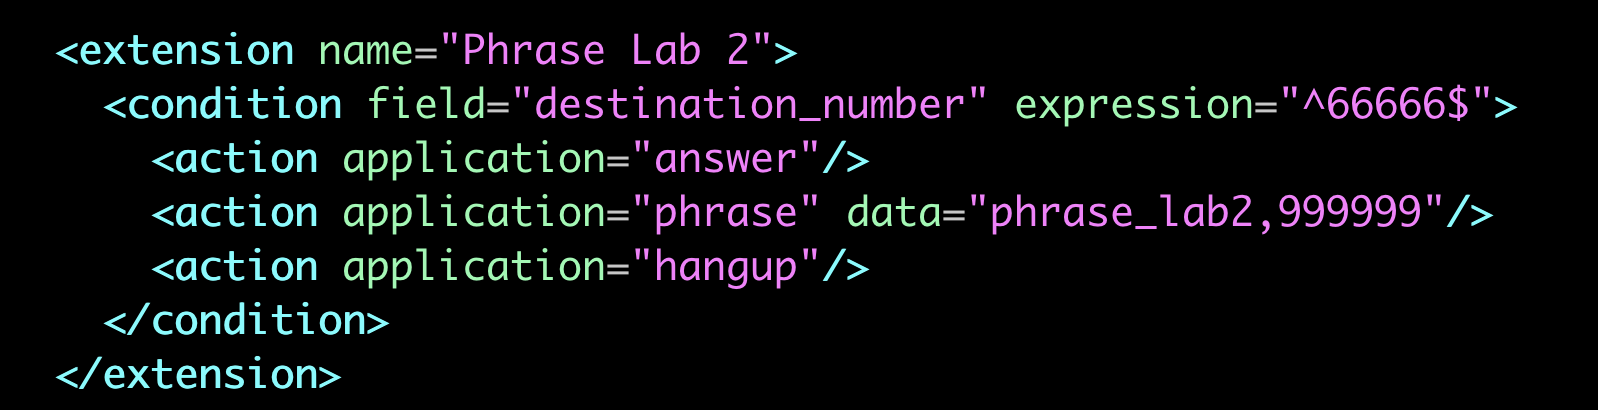 <extension name="Phrase Lab 2">
<condition field="destination_number" expression="^66666$">
<action application="answer"/>
<action application="phrase" data="phrase_lab2,999999"/>
<action application="hangup"/>
</condition>
</extension>